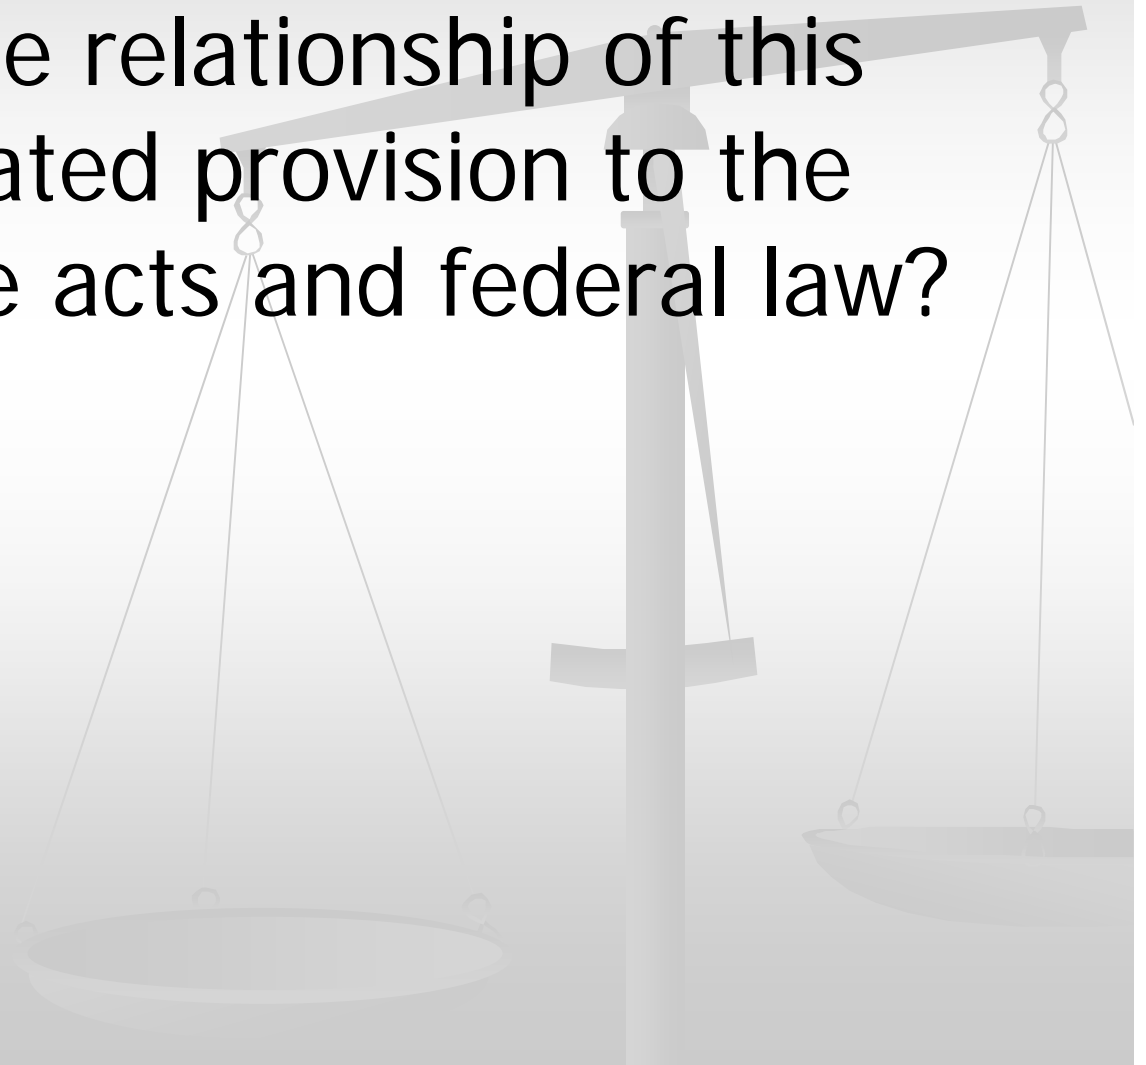 e relationship of this
ated provision to the
e acts and federal law?